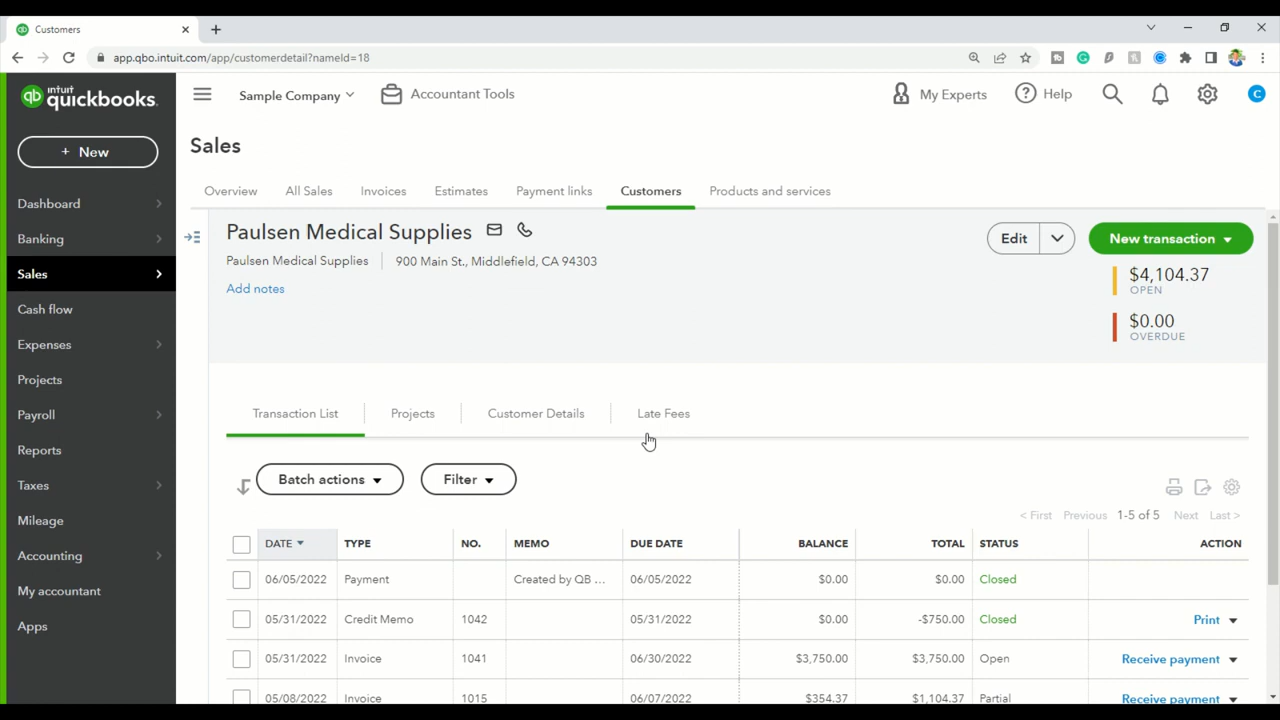 Customers
app.qbo.intuit.com/app/customerdetail?nameId=18
qb intuit quickbooks.
Sample Company
Accountant Tools
My Experts
Help
C
+ New
Dashboard
Banking
Sales
Cash flow
Expenses
Projects
Payroll
Reports
Taxes
Mileage
Accounting
My accountant
Apps
Sales
Overview All Sales Invoices Estimates Payment links Customers Products and services
Paulsen Medical Supplies
Paulsen Medical Supplies 900 Main St., Middlefield, CA 94303
Add notes
Edit
New transaction
$4,104.37
OPEN
$0.00
OVERDUE
Transaction List Projects Customer Details Late Fees
Batch actions Filter
< First Previous 1-5 of 5 Next Last >
DATE TYPE NO. MEMO DUE DATE BALANCE TOTAL STATUS ACTION
06/05/2022 Payment Created by QB ... 06/05/2022 $0.00 $0.00 Closed
05/31/2022 Credit Memo 1042 05/31/2022 $0.00 -$750.00 Closed Print
05/31/2022 Invoice 1041 06/30/2022 $3,750.00 $3,750.00 Open Receive payment
05/08/2022 Invoice 1015 06/07/2022 $354.37 $1,104.37 Partial Receive payment